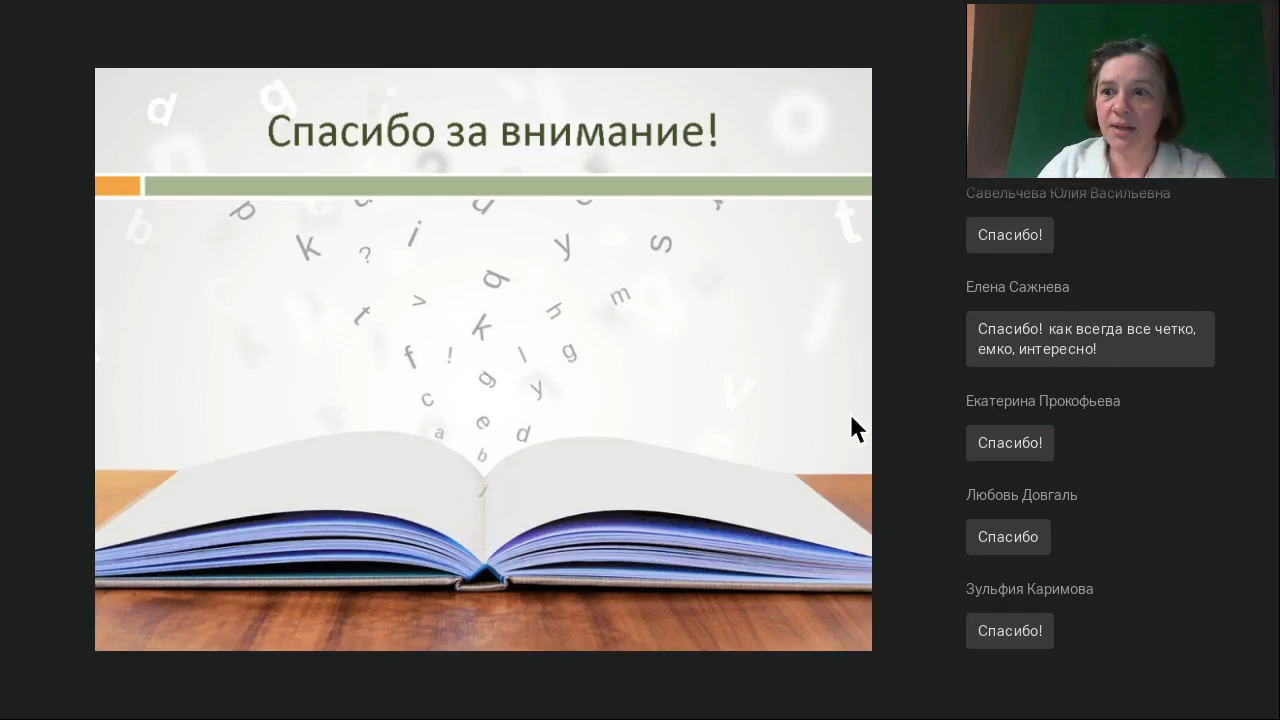 Спасибо за внимание!
Савельчева Юлия Васильевна
Спасибо!
Елена Сажнева
Спасибо! как всегда все четко,
емко, интересно!
Екатерина Прокофьева
Спасибо!
Любовь Довгаль
Спасибо
Зульфия Каримова
Спасибо!